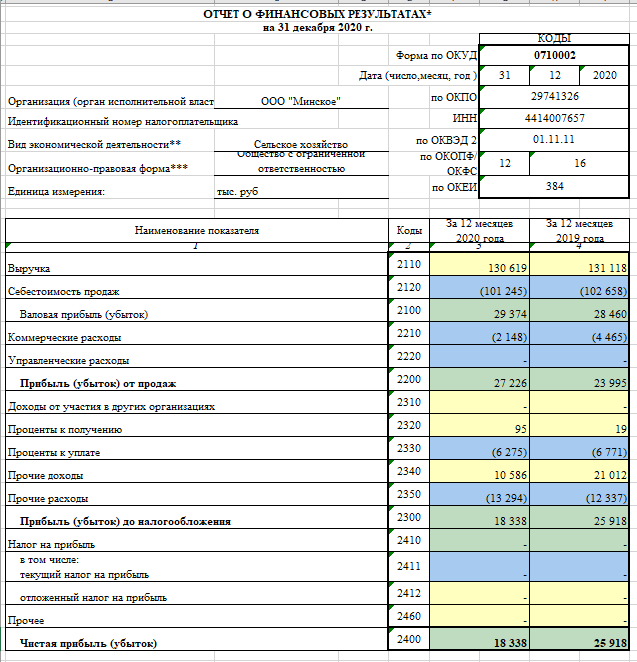 ОТЧЕТ О ФИНАНСОВЫХ РЕЗУЛЬТАТАХ*
на 31 декабря 2020 г.
КОДЫ
Форма по ОКУД 0710002
Дата (число,месяц, год ) 31 12 2020
Организация (орган исполнительной власт ООО "Минское" по ОКПО 29741326
Идентификационный номер налогоплательщика ИНН 4414007657
Вид экономической деятельности** Сельское хозяйство по ОКВЭД 2 01.11.11
Организационно-правовая форма*** Общество с ограниченной ответственностью по ОКОПФ/ОКФС 12 16
Единица измерения: тыс. руб по ОКЕИ 384
Наименование показателя Коды За 12 месяцев 2020 года За 12 месяцев 2019 года
1 2 3 4
Выручка 2110 130 619 131 118
Себестоимость продаж 2120 (101 245) (102 658)
Валовая прибыль (убыток) 2100 29 374 28 460
Коммерческие расходы 2210 (2 148) (4 465)
Управленческие расходы 2220 - -
Прибыль (убыток) от продаж 2200 27 226 23 995
Доходы от участия в других организациях 2310 - -
Проценты к получению 2320 95 19
Проценты к уплате 2330 (6 275) (6 771)
Прочие доходы 2340 10 586 21 012
Прочие расходы 2350 (13 294) (12 337)
Прибыль (убыток) до налогообложения 2300 18 338 25 918
Налог на прибыль 2410 - -
в том числе:
текущий налог на прибыль 2411 - -
отложенный налог на прибыль 2412 - -
Прочее 2460 - -
Чистая прибыль (убыток) 2400 18 338 25 918